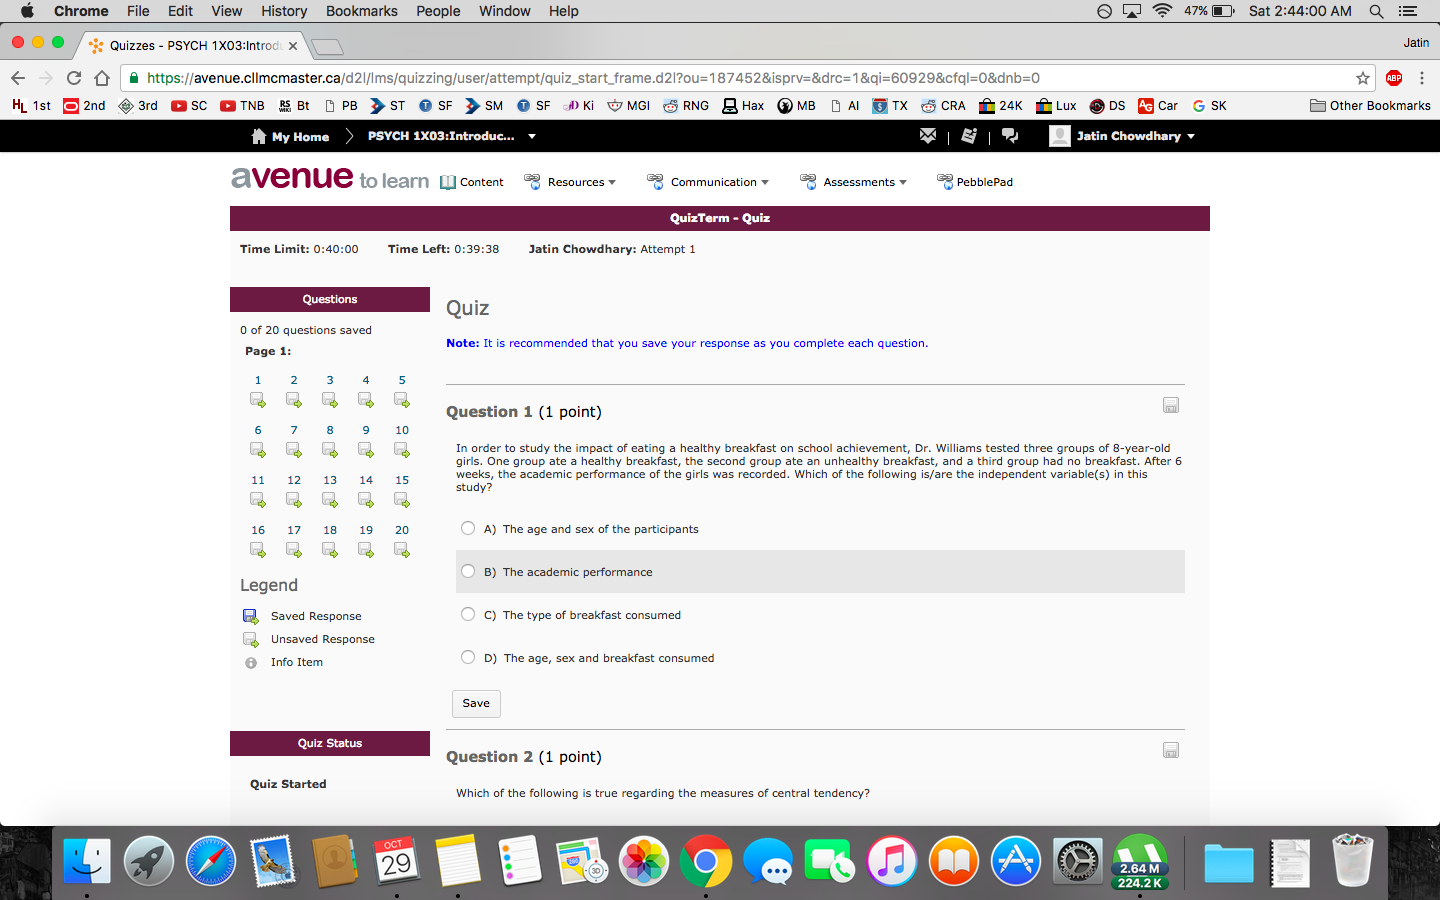 Chrome File Edit View History Bookmarks People Window Help 47% Sat 2:44:00 AM
Quizzes - PSYCH 1X03:Introdu Jatin
https://avenue.cllmcmaster.ca/d2l/lms/quizzing/user/attempt/quiz_start_frame.d2l?ou=187452&isprv=&drc=1&qi=60929&cfql=0&dnb=0 ABP
HL 1st 2nd 3rd SC TNB RS WIKI Bt PB ST T SF SM T SF Ki MGI RNG Hax MB AI TX CRA 24K Lux DS AG Car G SK Other Bookmarks
My Home PSYCH 1X03:Introduc... Jatin Chowdhary
avenue to learn Content Resources Communication Assessments PebblePad
QuizTerm - Quiz
Time Limit: 0:40:00 Time Left: 0:39:38 Jatin Chowdhary: Attempt 1
Questions
0 of 20 questions saved
Page 1:
1 2 3 4 5
6 7 8 9 10
11 12 13 14 15
16 17 18 19 20
Legend
Saved Response
Unsaved Response
Info Item
Quiz Status
Quiz Started
Quiz
Note: It is recommended that you save your response as you complete each question.
Question 1 (1 point)
In order to study the impact of eating a healthy breakfast on school achievement, Dr. Williams tested three groups of 8-year-old
girls. One group ate a healthy breakfast, the second group ate an unhealthy breakfast, and a third group had no breakfast. After 6
weeks, the academic performance of the girls was recorded. Which of the following is/are the independent variable(s) in this
study?
A) The age and sex of the participants
B) The academic performance
C) The type of breakfast consumed
D) The age, sex and breakfast consumed
Save
Question 2 (1 point)
Which of the following is true regarding the measures of central tendency?
OCT
29
3D
2.64 M
224.2 K